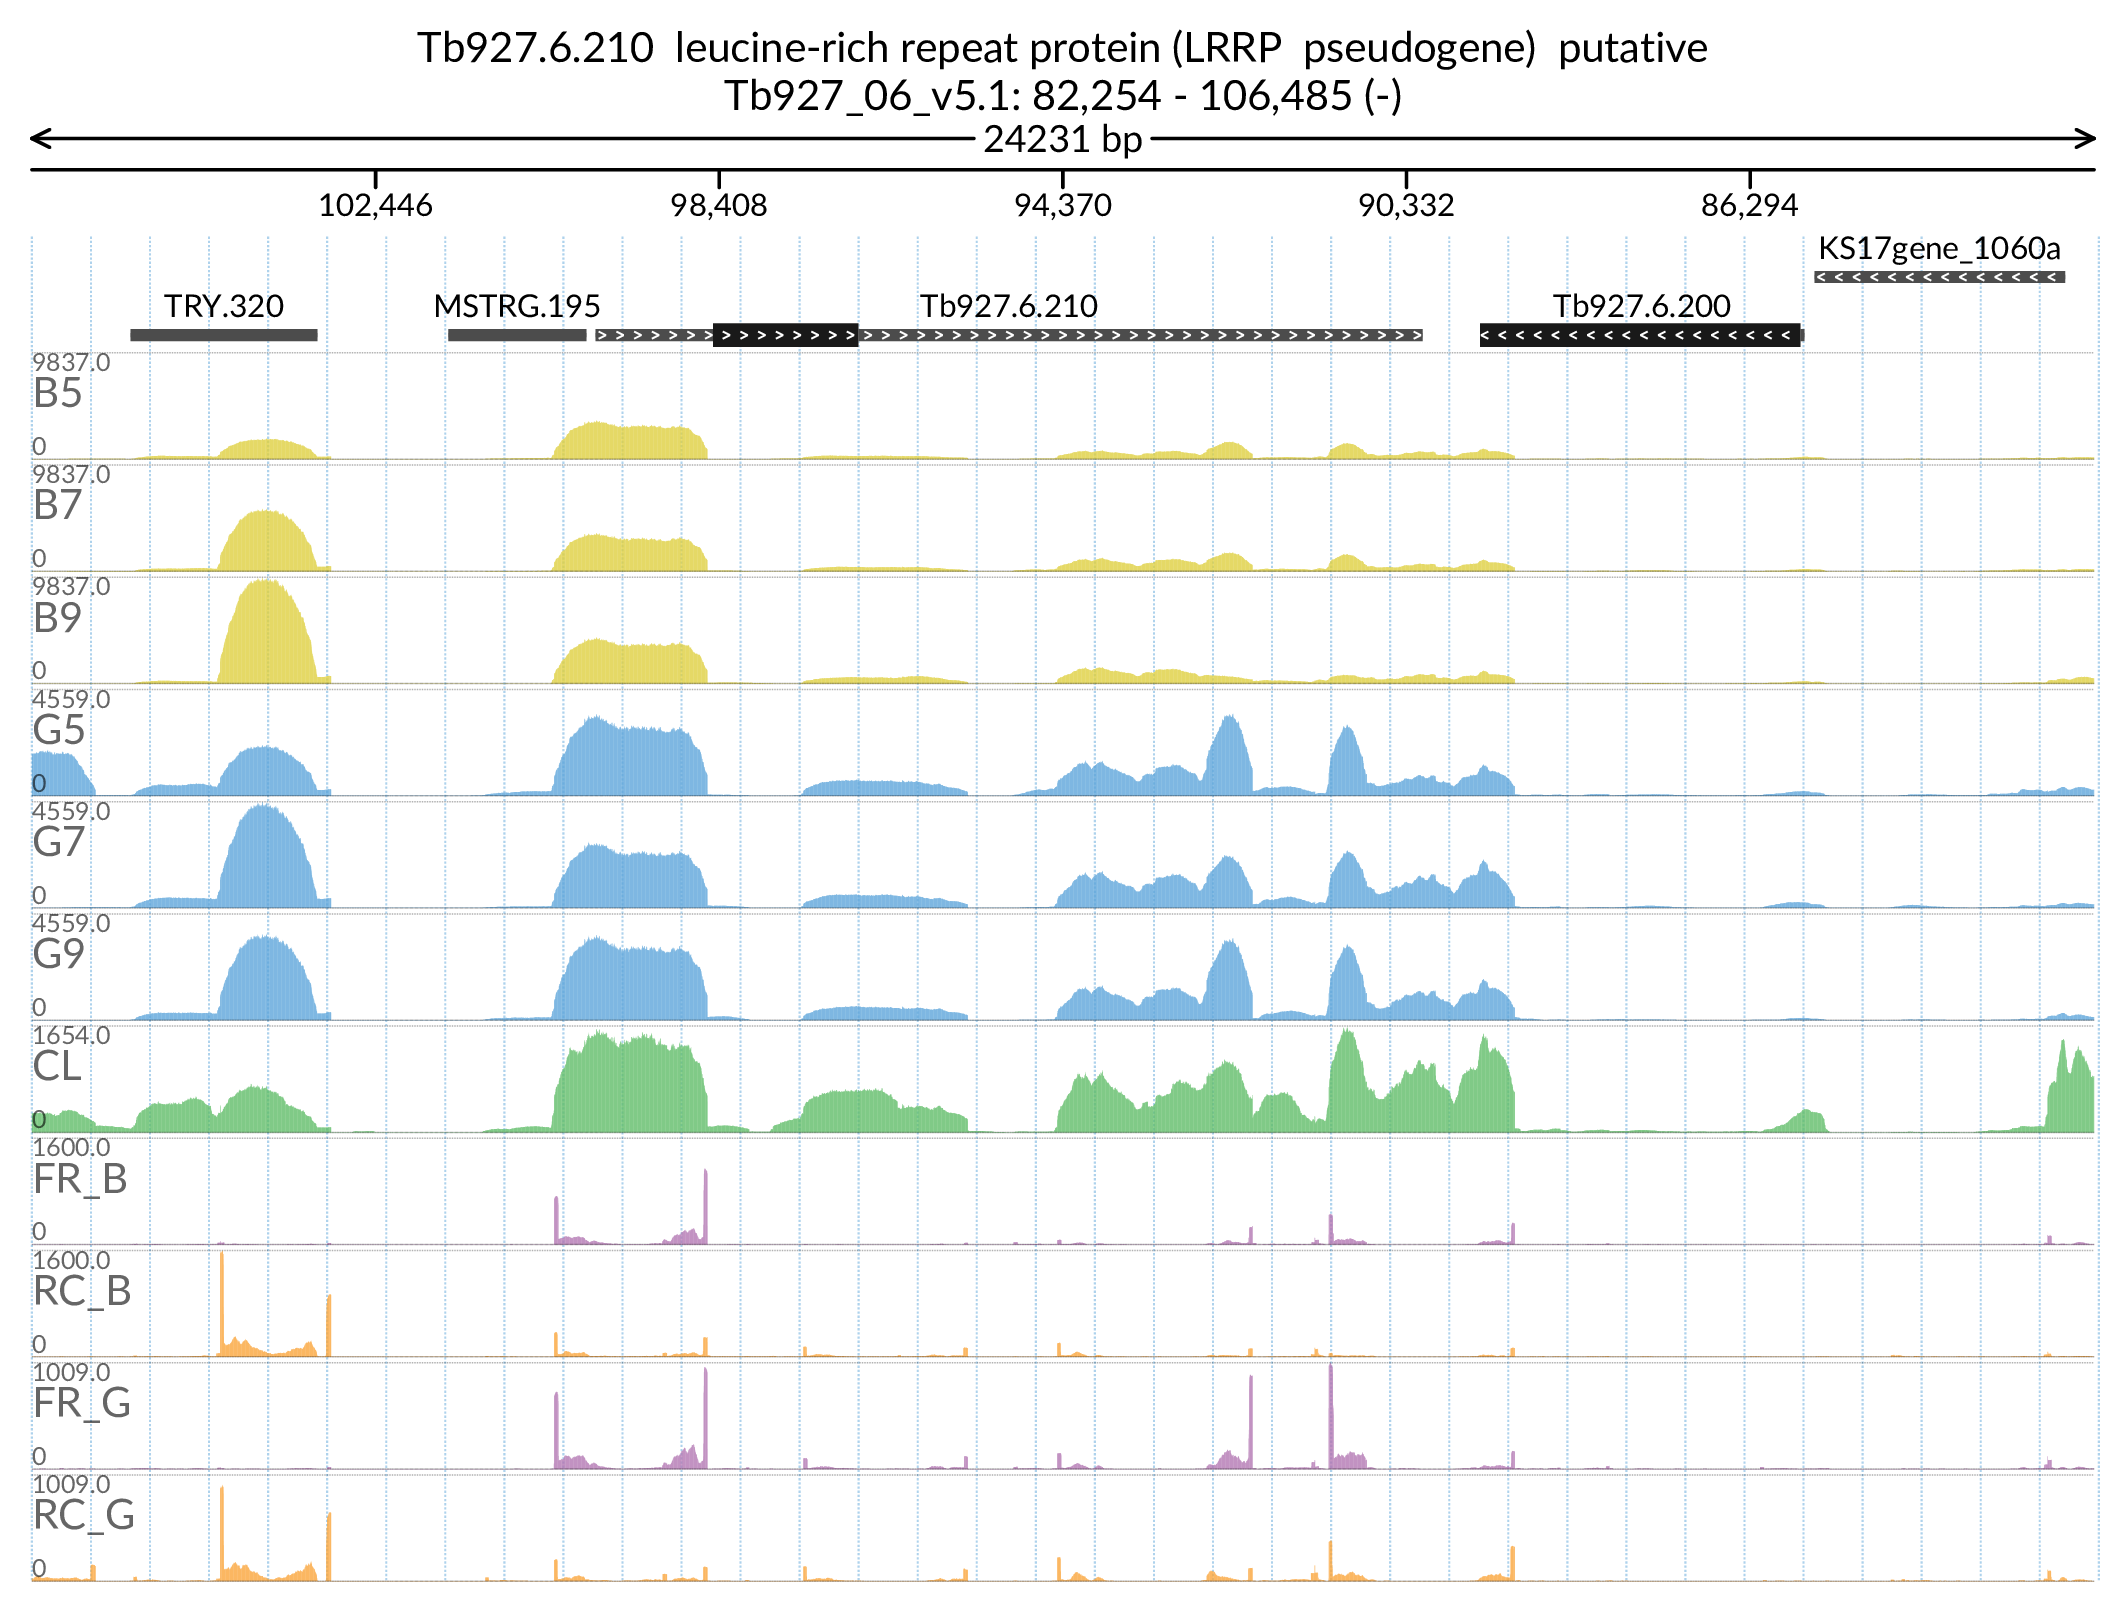 Tb927.6.210 leucine-rich repeat protein (LRRP pseudogene) putative
Tb927_06_v5.1: 82,254 - 106,485 (-)
24231 bp
102,446 98,408 94,370 90,332 86,294
KS17gene_1060a
TRY.320 MSTRG.195 Tb927.6.210 Tb927.6.200
9837.0
B5
0
9837.0
B7
0
9837.0
B9
0
4559.0
G5
0
4559.0
G7
0
4559.0
G9
0
1654.0
CL
0
1600.0
FR_B
0
1600.0
RC_B
0
1009.0
FR_G
0
1009.0
RC_G
0